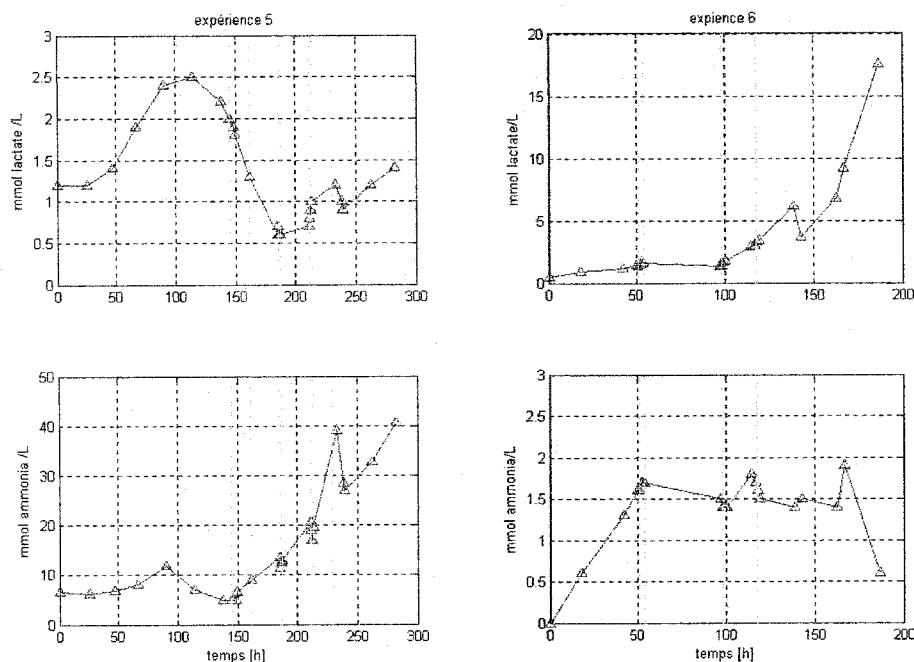 expérience 5
3
2.5
2
1.5
1
0.5
0
mmol lactate /L
0 50 100 150 200 250 300
expience 6
20
15
10
5
0
mmol lactate/L
0 50 100 150 200
50
40
30
20
10
0
mmol ammonia /L
0 50 100 150 200 250 300
temps [h]
3
2.5
2
1.5
1
0.5
0
mmol ammonia/L
0 50 100 150 200
temps [h]